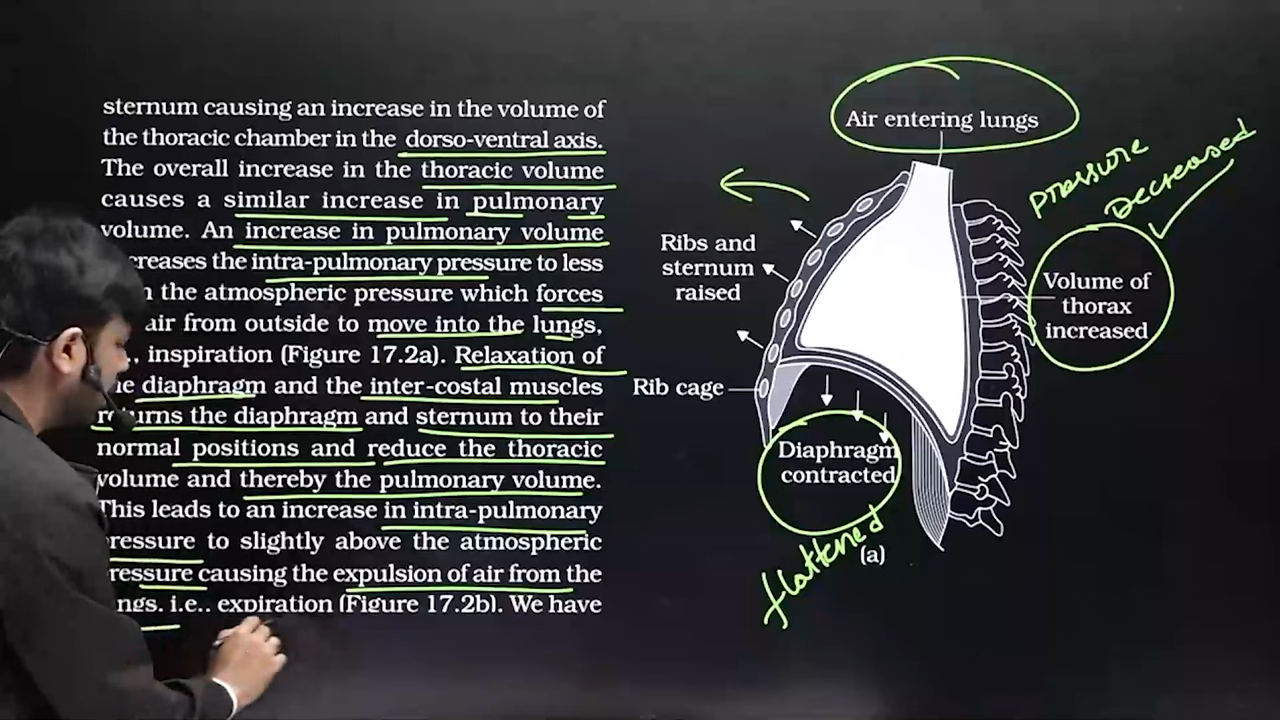 sternum causing an increase in the volume of
the thoracic chamber in the dorso-ventral axis.
The overall increase in the thoracic volume
causes a similar increase in pulmonary
volume. An increase in pulmonary volume
creases the intra-pulmonary pressure to less
the atmospheric pressure which forces
air from outside to move into the lungs,
inspiration (Figure 17.2a). Relaxation of
diaphragm and the inter-costal muscles
returns the diaphragm and sternum to their
normal positions and reduce the thoracic
volume and thereby the pulmonary volume.
This leads to an increase in intra-pulmonary
pressure to slightly above the atmospheric
pressure causing the expulsion of air from the
ngs. i.e., expiration (Figure 17.2b). We have
Air entering lungs
Pressure
Decreased
Ribs and
sternum
raised
Volume of
thorax
increased
Rib cage
Diaphragm
contracted
flattened
(a)